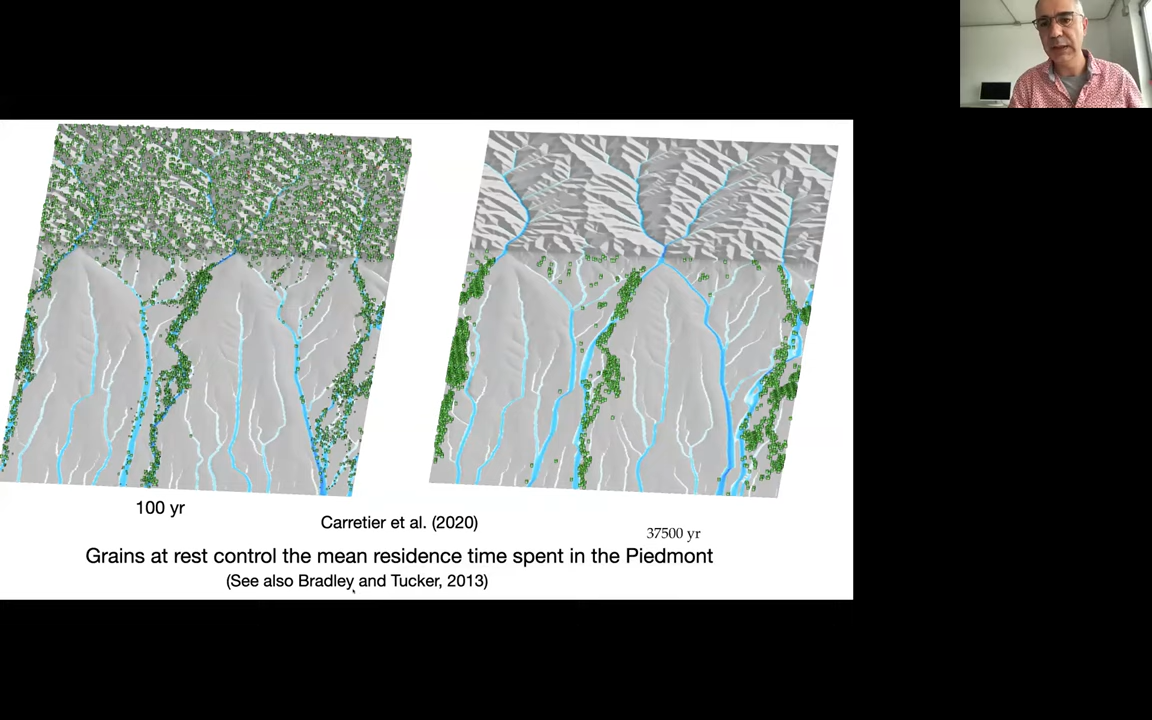 100 yr
Carretier et al. (2020)
37500 yr
Grains at rest control the mean residence time spent in the Piedmont
(See also Bradley and Tucker, 2013)